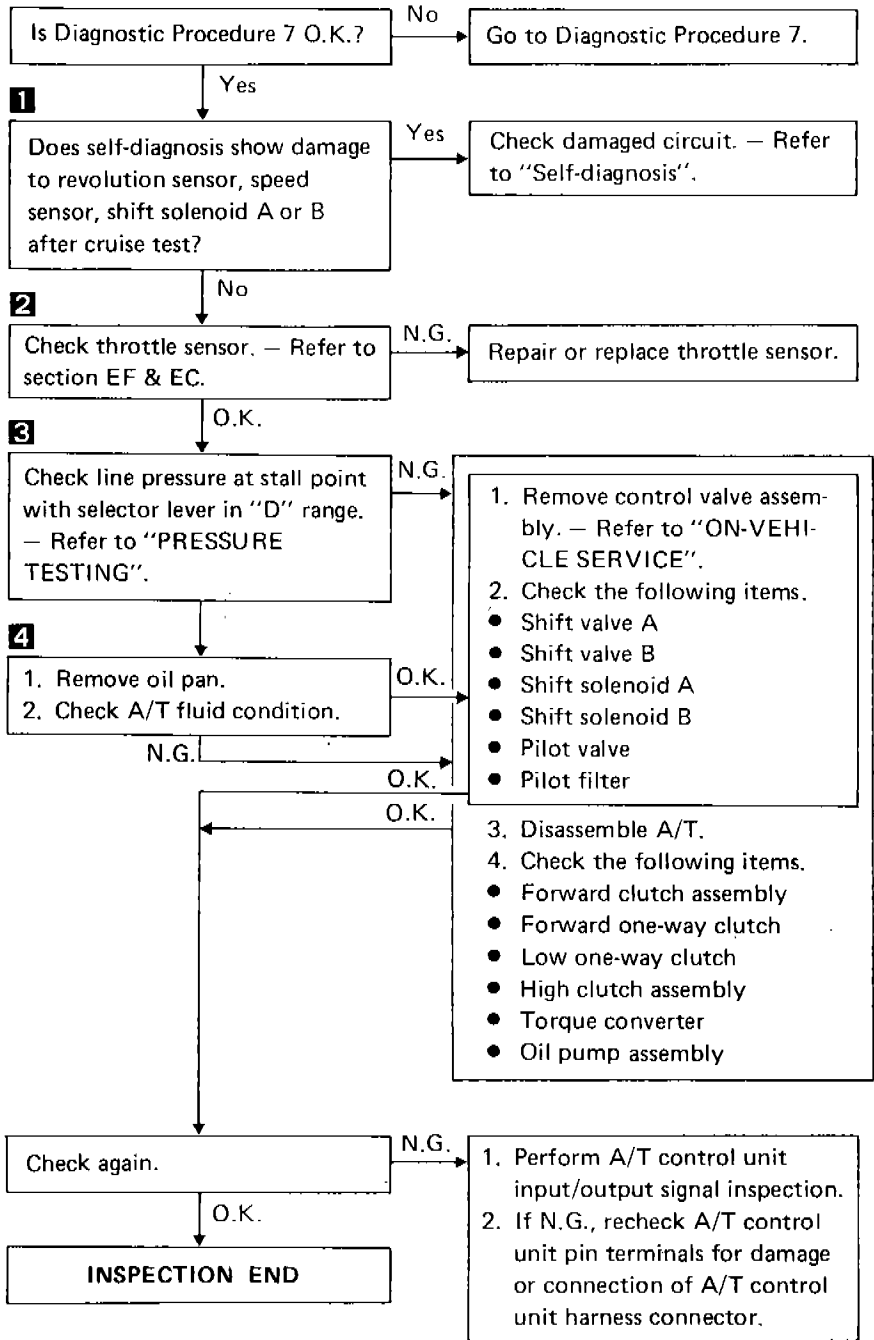 Is Diagnostic Procedure 7 O.K.?
No
Go to Diagnostic Procedure 7.
Yes
1
Does self-diagnosis show damage
to revolution sensor, speed
sensor, shift solenoid A or B
after cruise test?
Yes
Check damaged circuit. — Refer
to "Self-diagnosis".
No
2
Check throttle sensor. — Refer to
section EF & EC.
N.G.
Repair or replace throttle sensor.
O.K.
3
Check line pressure at stall point
with selector lever in "D" range.
— Refer to "PRESSURE
TESTING".
N.G.
4
1. Remove oil pan.
2. Check A/T fluid condition.
O.K.
N.G.
1. Remove control valve assem-
bly. — Refer to "ON-VEHI-
CLE SERVICE".
2. Check the following items.
● Shift valve A
● Shift valve B
● Shift solenoid A
● Shift solenoid B
● Pilot valve
● Pilot filter
O.K.
O.K.
3. Disassemble A/T.
4. Check the following items.
● Forward clutch assembly
● Forward one-way clutch
● Low one-way clutch
● High clutch assembly
● Torque converter
● Oil pump assembly
Check again.
N.G.
1. Perform A/T control unit
input/output signal inspection.
2. If N.G., recheck A/T control
unit pin terminals for damage
or connection of A/T control
unit harness connector.
O.K.
INSPECTION END